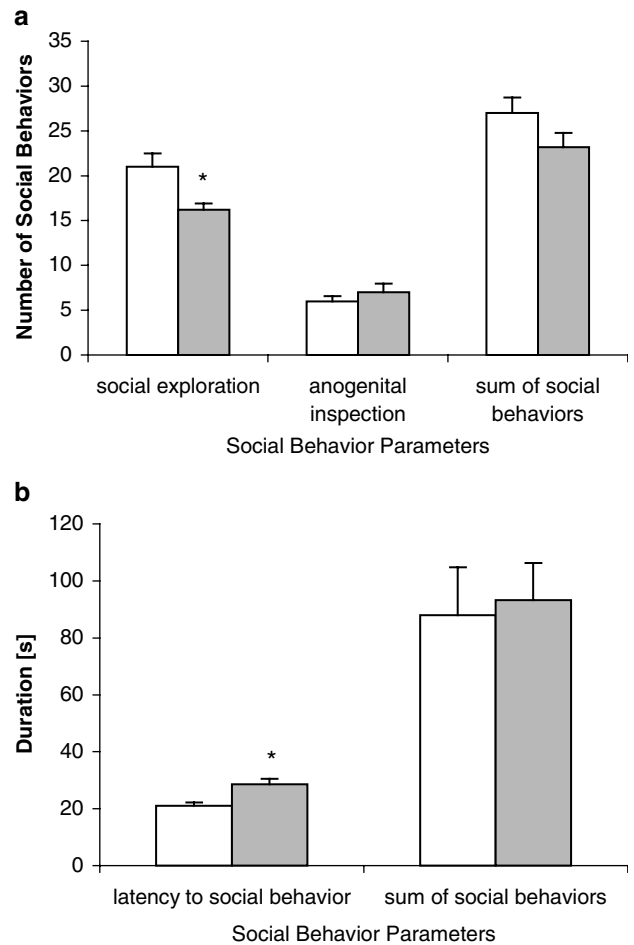 a
Number of Social Behaviors
35
30
25
20
15
10
5
0
*
social exploration
anogenital
inspection
sum of social
behaviors
Social Behavior Parameters
b
Duration [s]
120
100
80
60
40
20
0
*
latency to social behavior
sum of social behaviors
Social Behavior Parameters